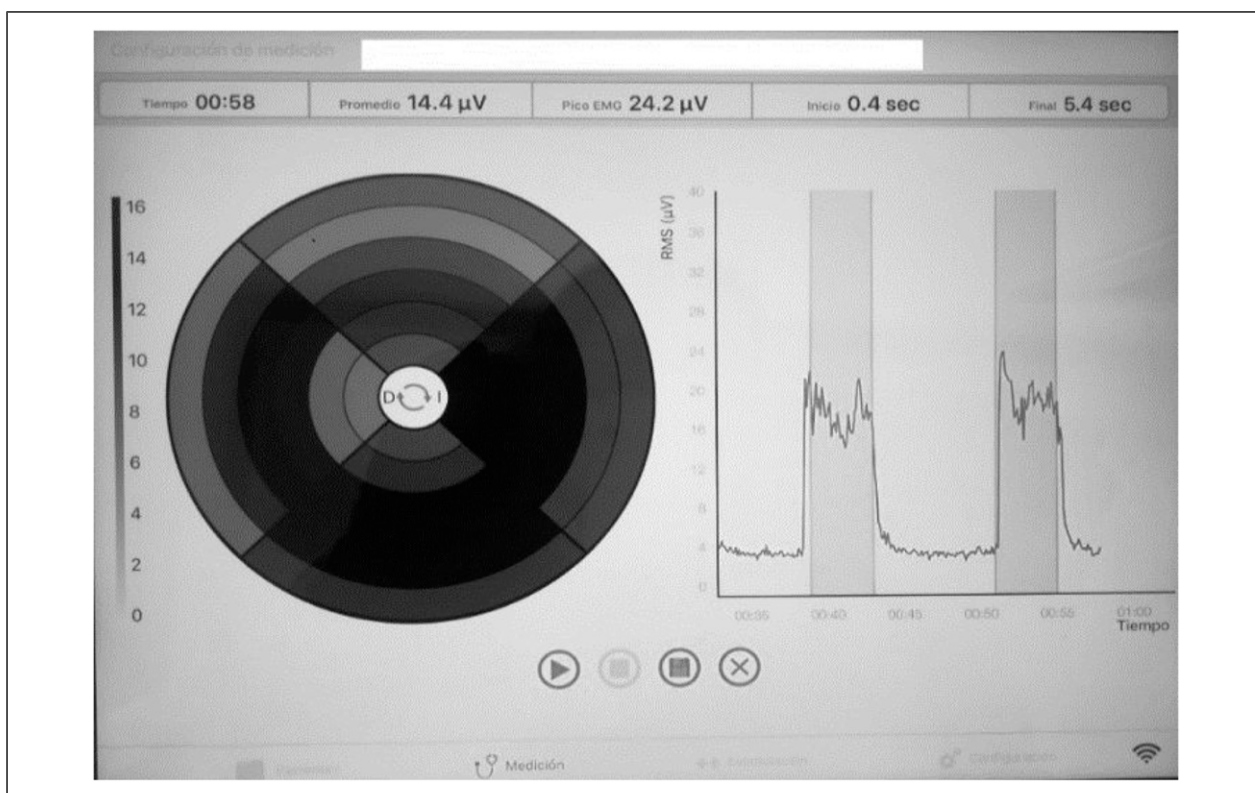 Configuración de medición
Tiempo 00:58 Promedio 14.4 µV Pico EMG 24.2 µV Inicio 0.4 sec Final 5.4 sec
16
14
12
10
8
6
4
2
0
D I
RMS (µV)
40
36
32
28
24
20
16
12
8
4
0
00:35 00:40 00:45 00:50 00:55 01:00
Tiempo
Medición Configuración